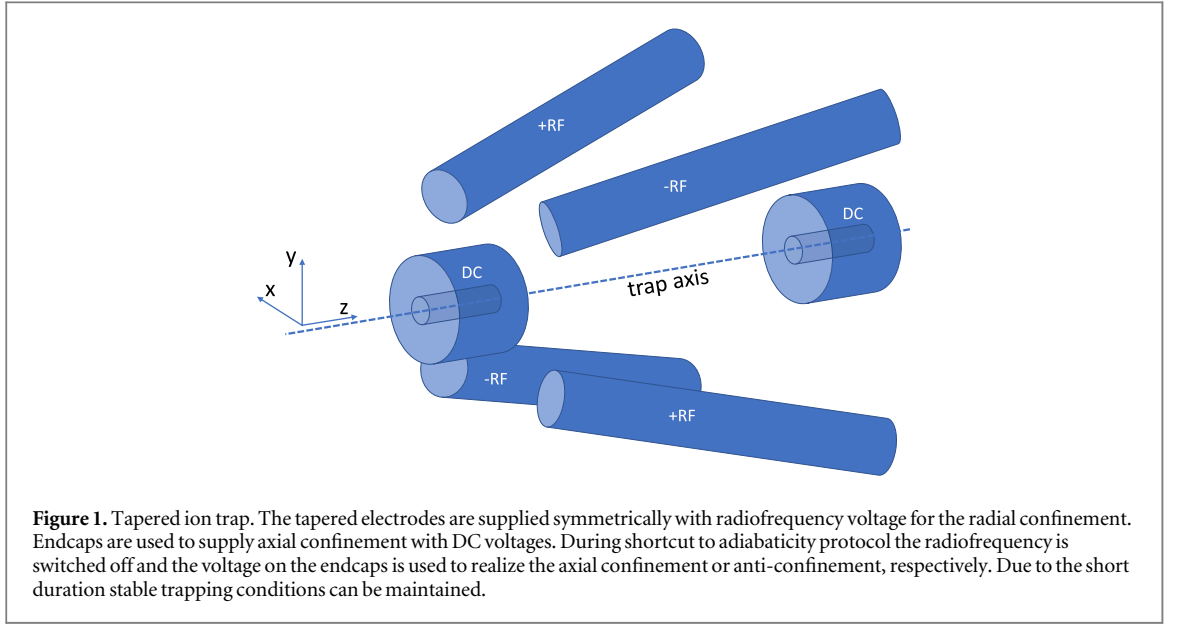 +RF
-RF
DC
DC
y
x
z
trap axis
-RF
+RF
Figure 1. Tapered ion trap. The tapered electrodes are supplied symmetrically with radiofrequency voltage for the radial confinement.
Endcaps are used to supply axial confinement with DC voltages. During shortcut to adiabaticity protocol the radiofrequency is
switched off and the voltage on the endcaps is used to realize the axial confinement or anti-confinement, respectively. Due to the short
duration stable trapping conditions can be maintained.